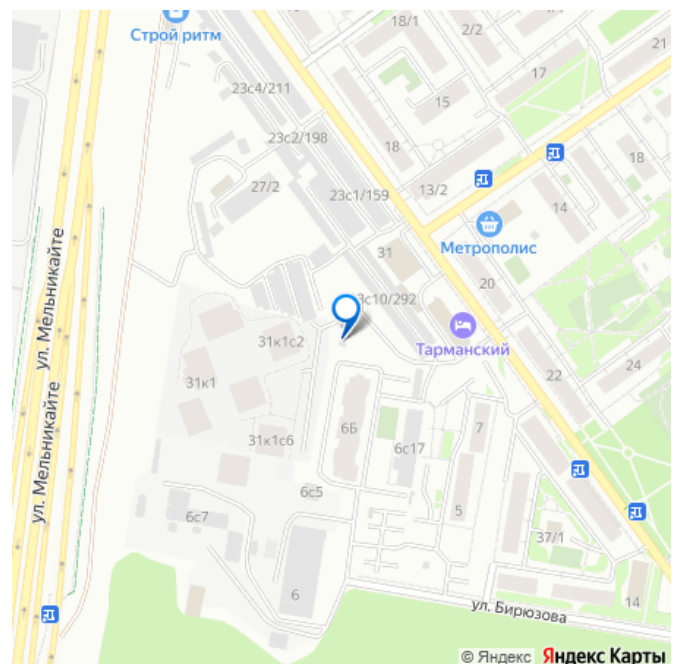 18/1
2/2
Строй ритм
21
17
23с4/211
15
23с2/198
18
18
27/2
13/2
23с1/159
14
Метрополис
31
20
3с10/292
31к1с2
Тарманский
24
22
31к1
6Б
7
31к1с6
6с17
ул. Мельникайте
ул. Мельникайте
6с5
5
6с7
37/1
6
14
ул. Бирюзова
© Яндекс Яндекс Карты